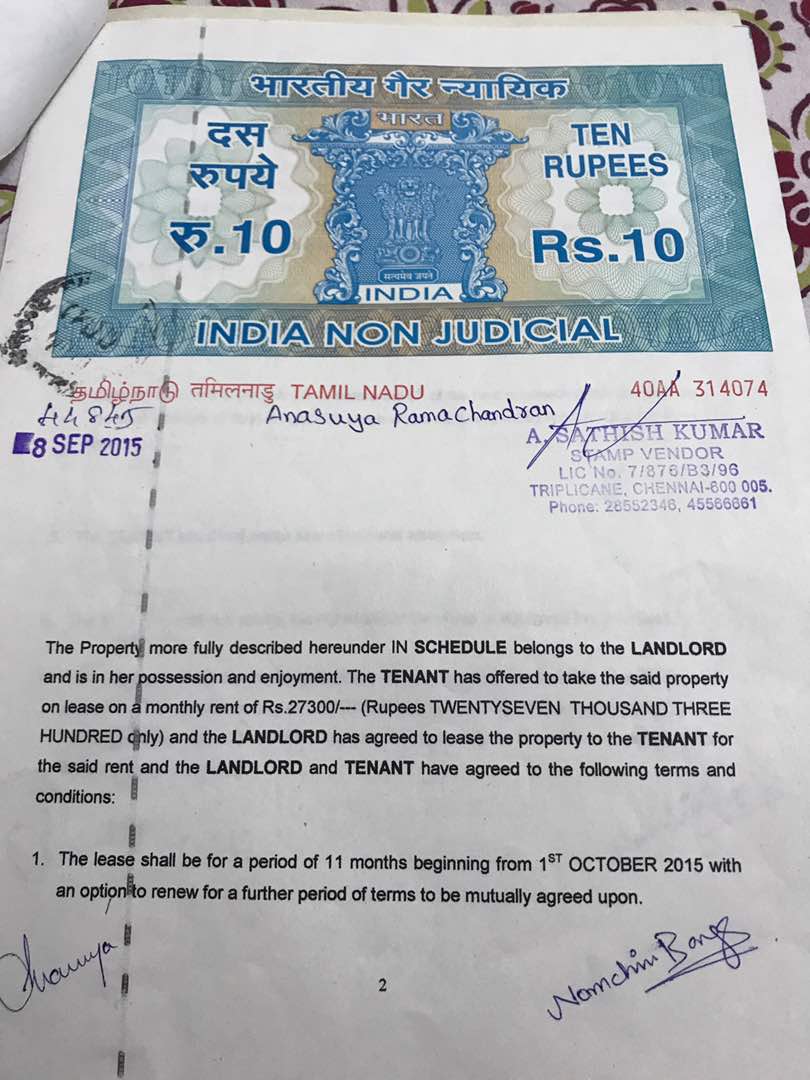 भारतीय गैर न्यायिक
भारत
दस
रुपये
रु.10
TEN
RUPEES
Rs.10
सत्यमेव जयते
INDIA
INDIA NON JUDICIAL
தமிழ்நாடு तमिलनाडु TAMIL NADU
40AA 314074
44845
Anasuya Ramachandran
8 SEP 2015
A. SATHISH KUMAR
STAMP VENDOR
LIC No. 7/876/B3/96
TRIPLICANE, CHENNAI-600 005.
Phone: 28552346, 45566661
The Property more fully described hereunder IN SCHEDULE belongs to the LANDLORD
and is in her possession and enjoyment. The TENANT has offered to take the said property
on lease on a monthly rent of Rs.27300/--- (Rupees TWENTYSEVEN THOUSAND THREE
HUNDRED only) and the LANDLORD has agreed to lease the property to the TENANT for
the said rent and the LANDLORD and TENANT have agreed to the following terms and
conditions:
1. The lease shall be for a period of 11 months beginning from 1ST OCTOBER 2015 with
an option to renew for a further period of terms to be mutually agreed upon.
2